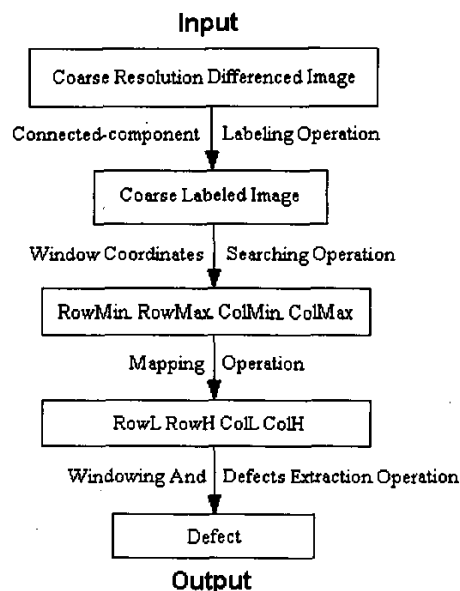 Input
Coarse Resolution Differenced Image
Connected-component Labeling Operation
Coarse Labeled Image
Window Coordinates Searching Operation
RowMin RowMax ColMin ColMax
Mapping Operation
RowL RowH ColL ColH
Windowing And Defects Extraction Operation
Defect
Output